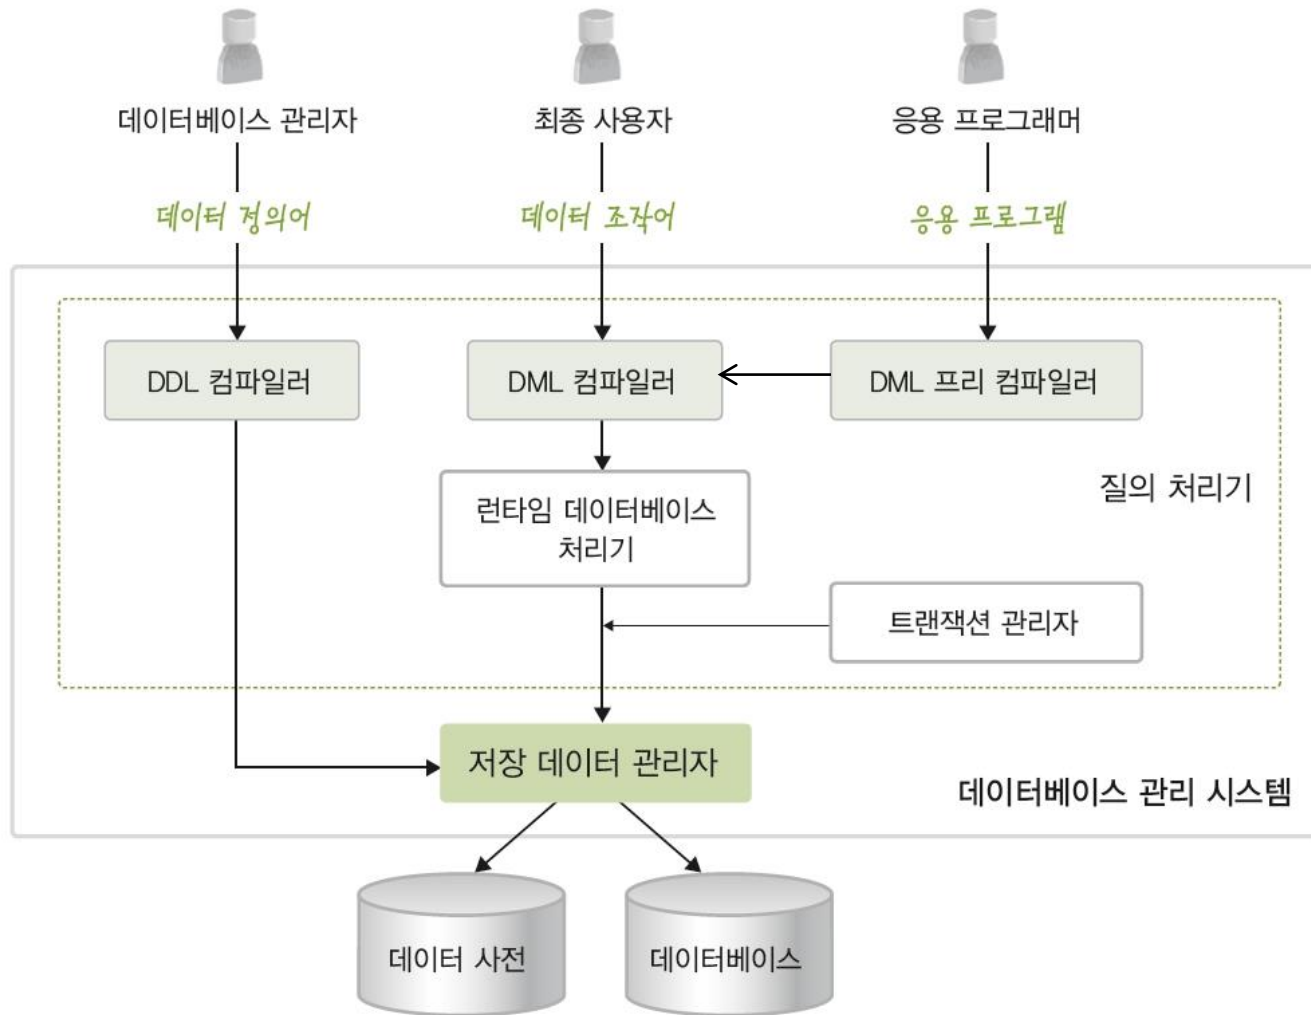 데이터베이스 관리자
최종 사용자
응용 프로그래머
데이터 정의어
데이터 조작어
응용 프로그램
DDL 컴파일러
DML 컴파일러
DML 프리 컴파일러
런타임 데이터베이스
처리기
질의 처리기
트랜잭션 관리자
저장 데이터 관리자
데이터베이스 관리 시스템
데이터 사전
데이터베이스